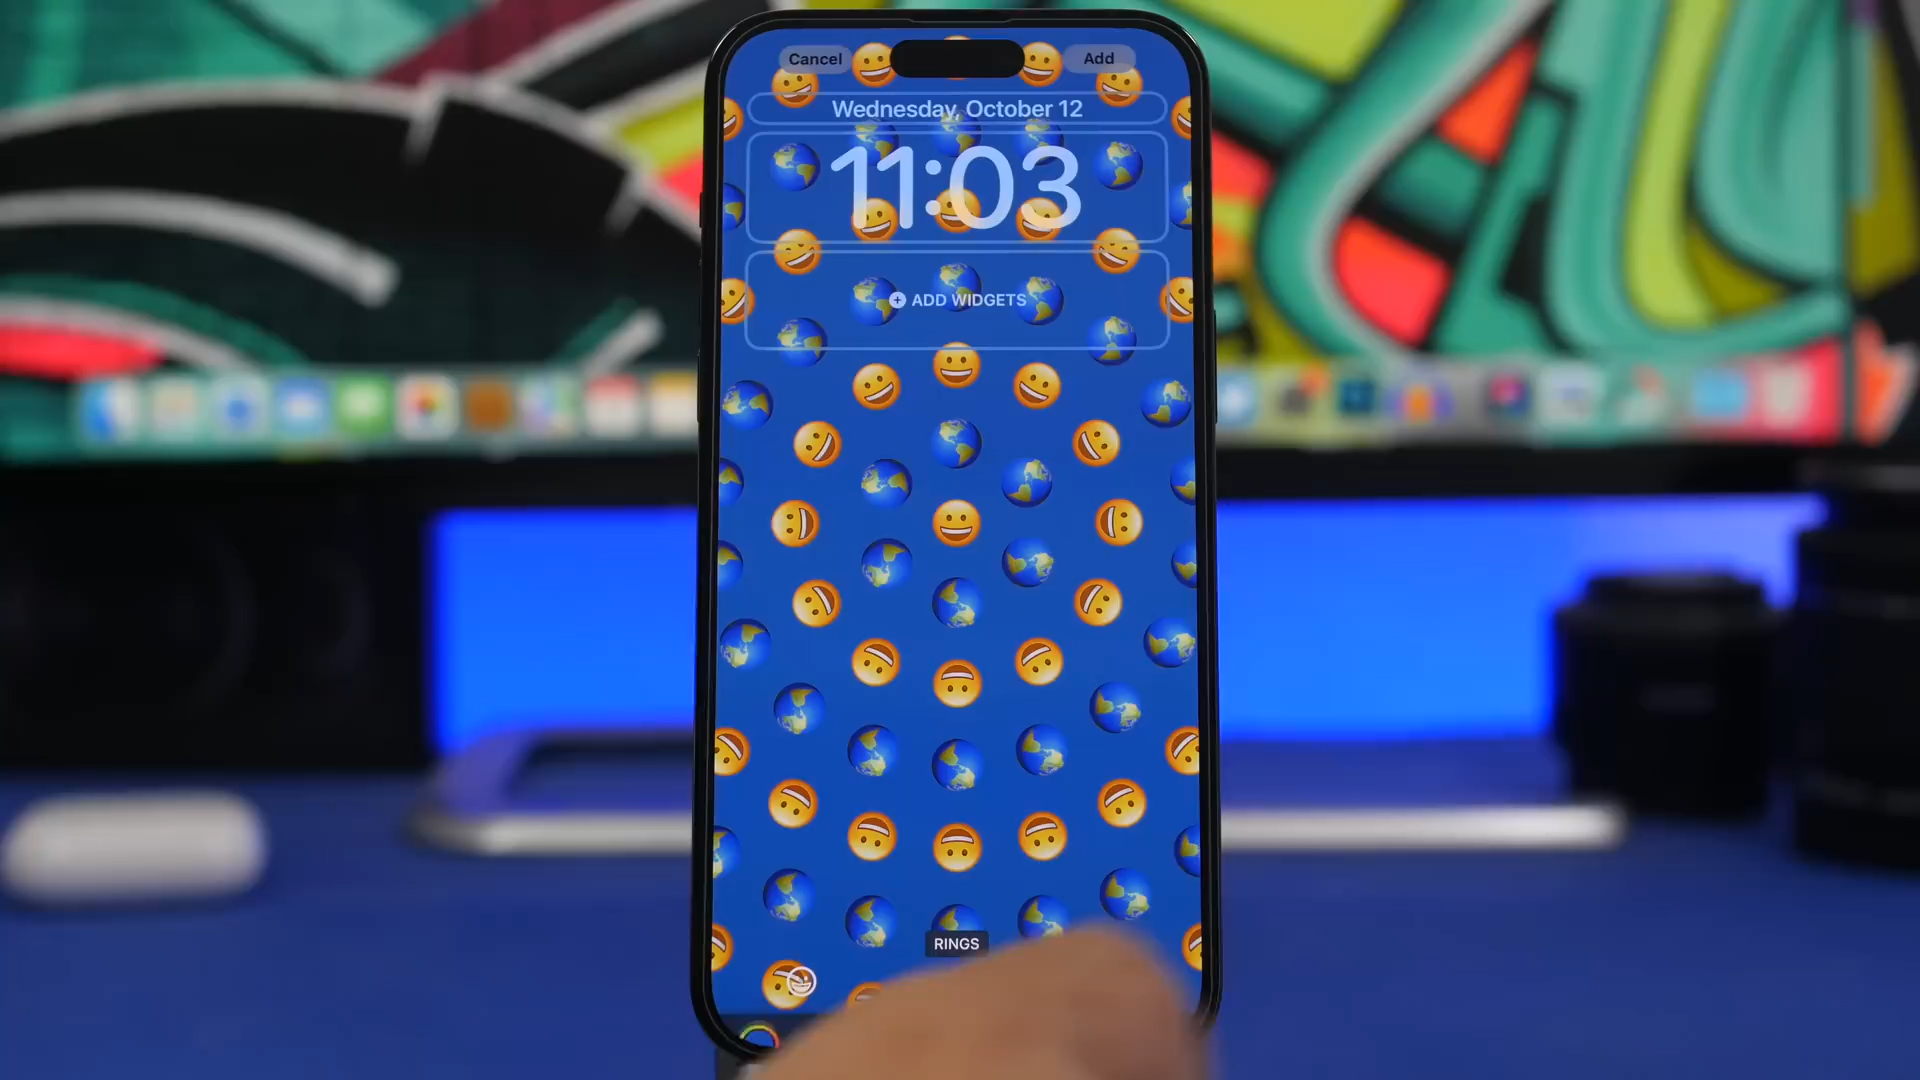 Cancel
Add
Wednesday, October 12
11:03
ADD WIDGETS
RINGS